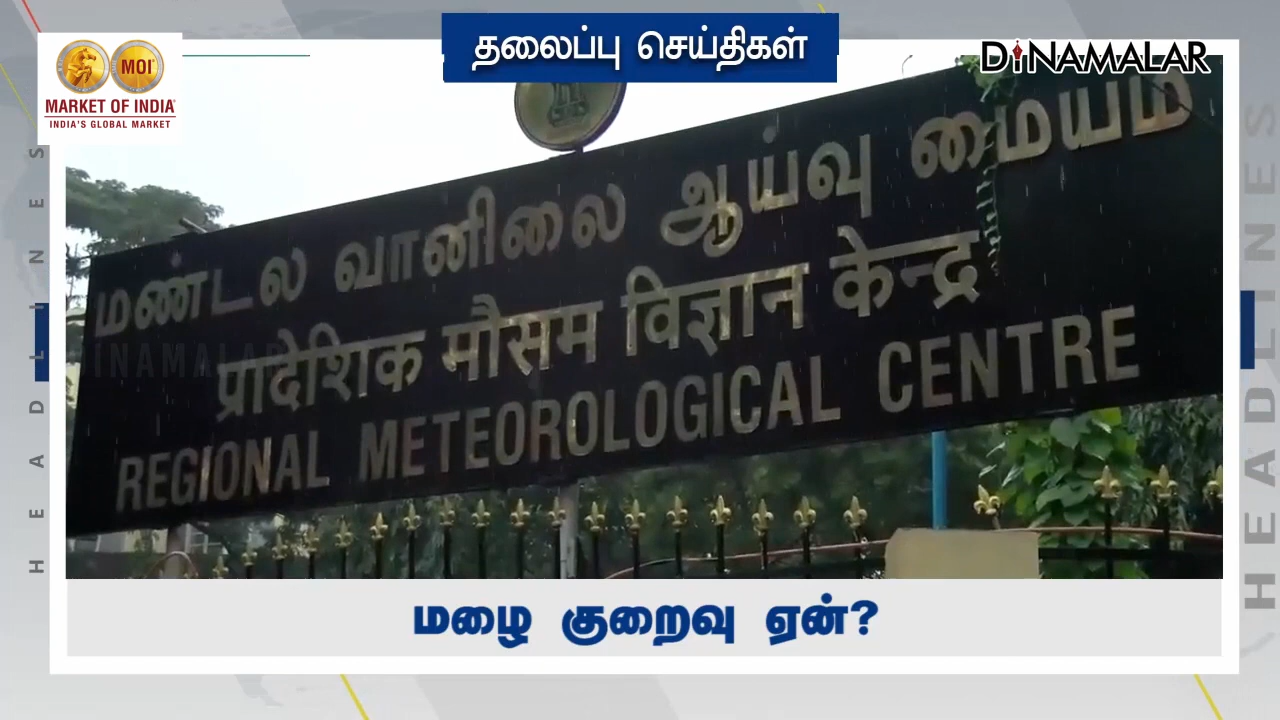 தலைப்பு செய்திகள்
DiNAMALAR
MOI
MARKET OF INDIA
INDIA'S GLOBAL MARKET
மண்டல வானிலை ஆய்வு மையம்
प्रादेशिक मौसम विज्ञान केन्द्र
REGIONAL METEOROLOGICAL CENTRE
DINAMALAR
HEADLINES
HEADLINES
மழை குறைவு ஏன்?